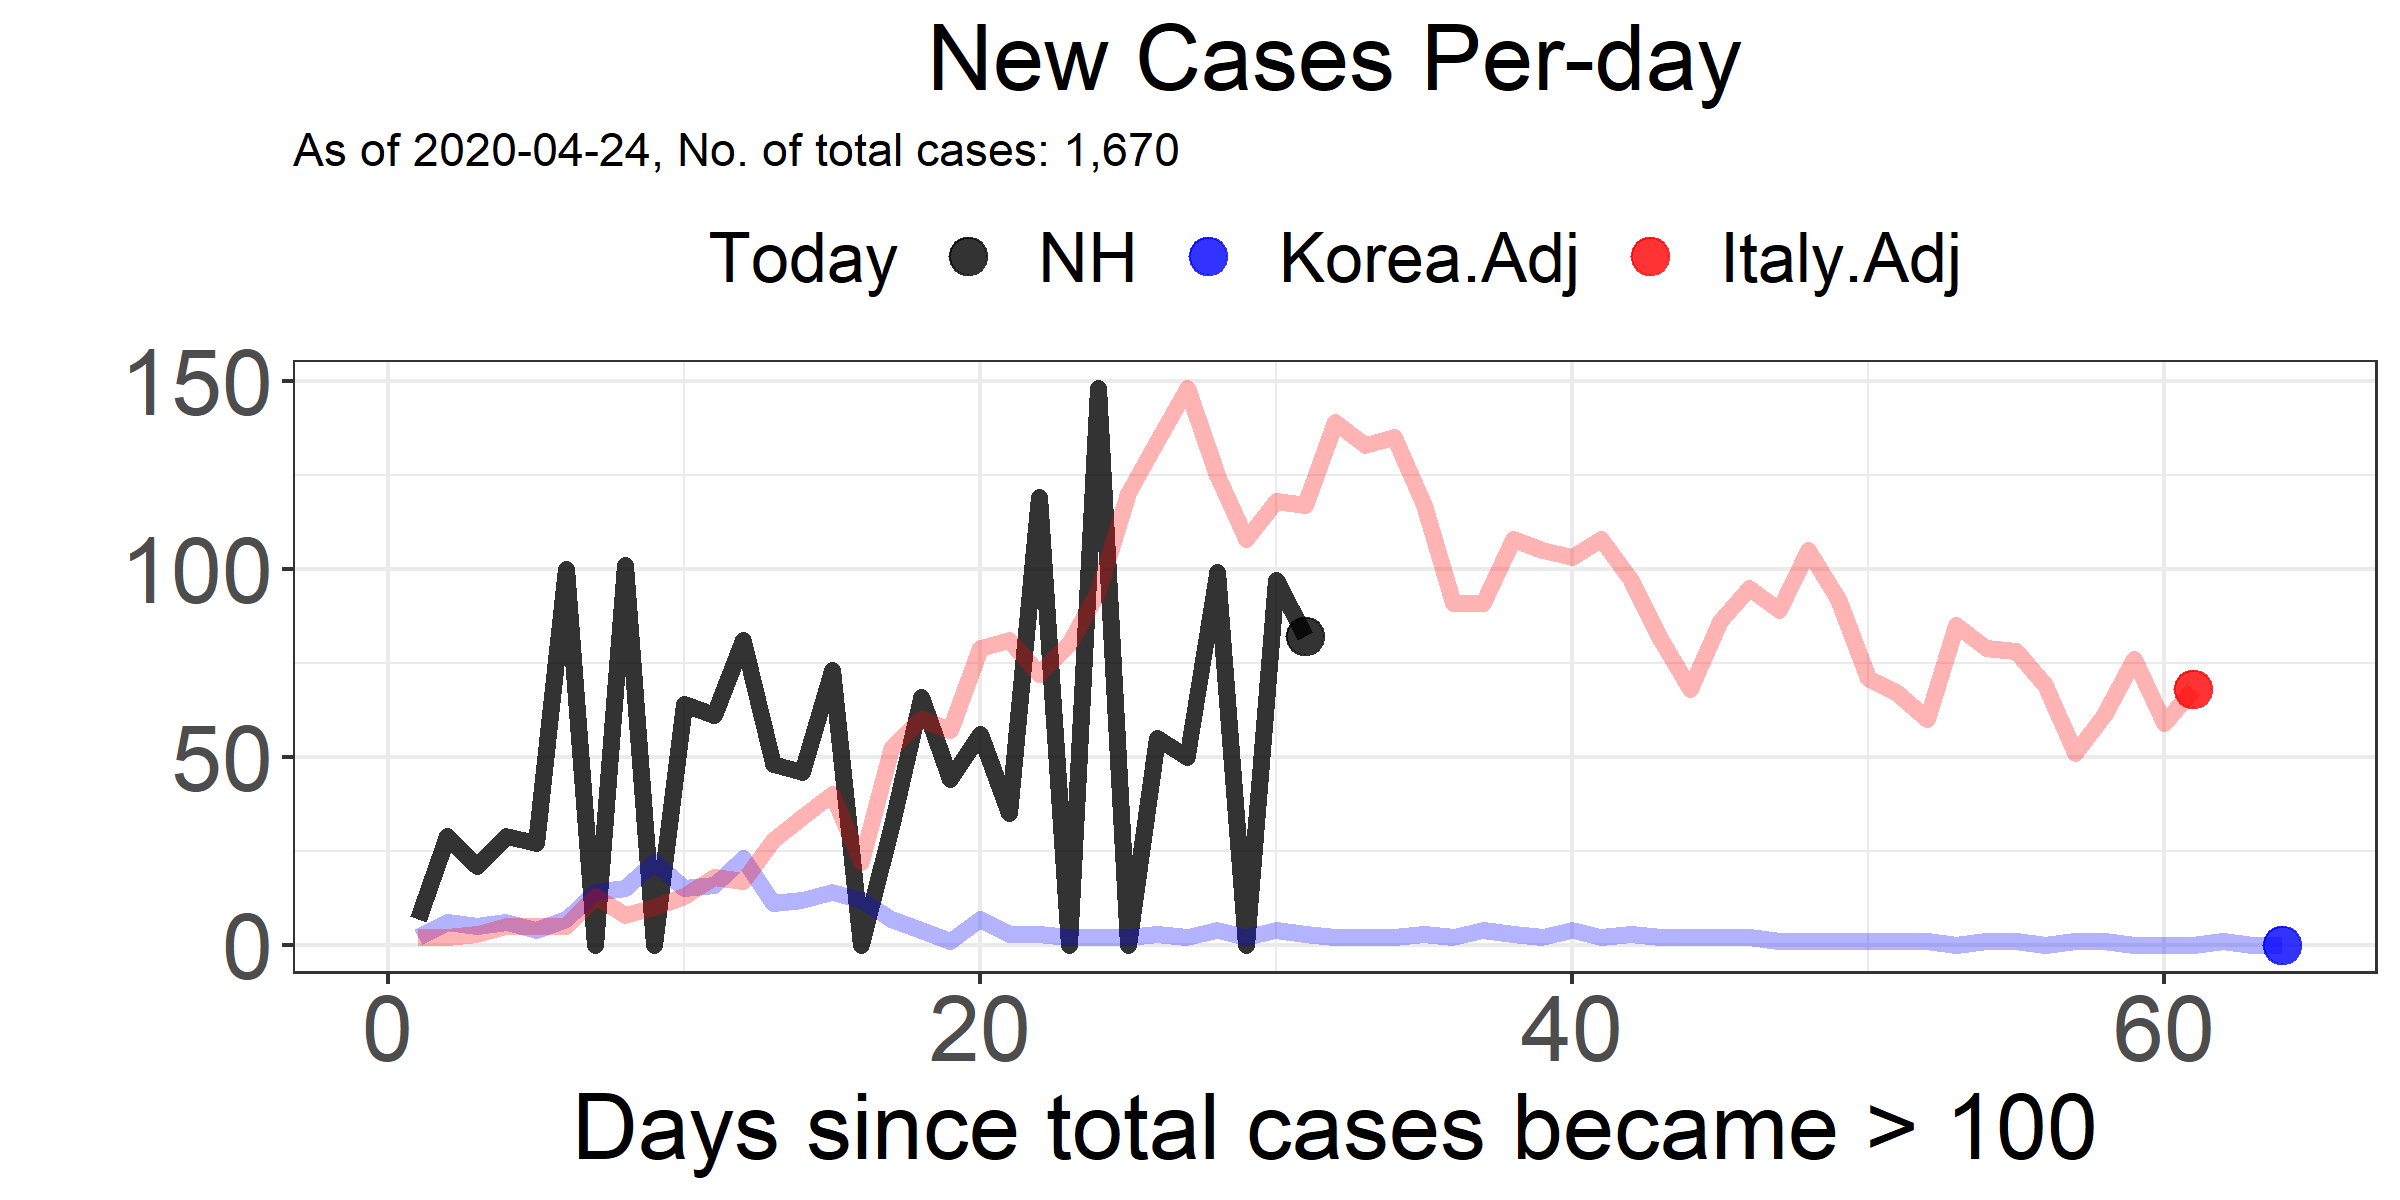 New Cases Per-day
As of 2020-04-24, No. of total cases: 1,670
Today NH Korea.Adj Italy.Adj
150
100
50
0
0 20 40 60
Days since total cases became > 100